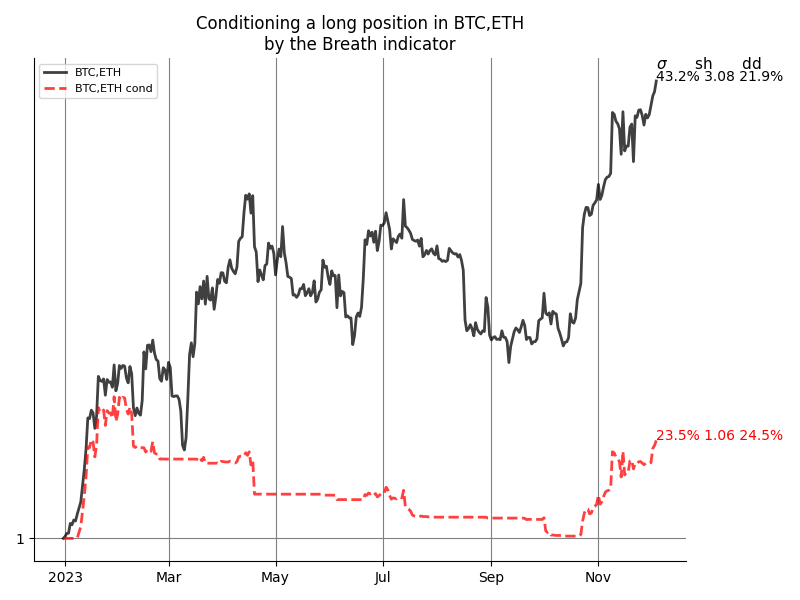 Conditioning a long position in BTC,ETH
by the Breath indicator
σ sh dd
43.2% 3.08 21.9%
BTC,ETH
BTC,ETH cond
23.5% 1.06 24.5%
1
2023 Mar May Jul Sep Nov